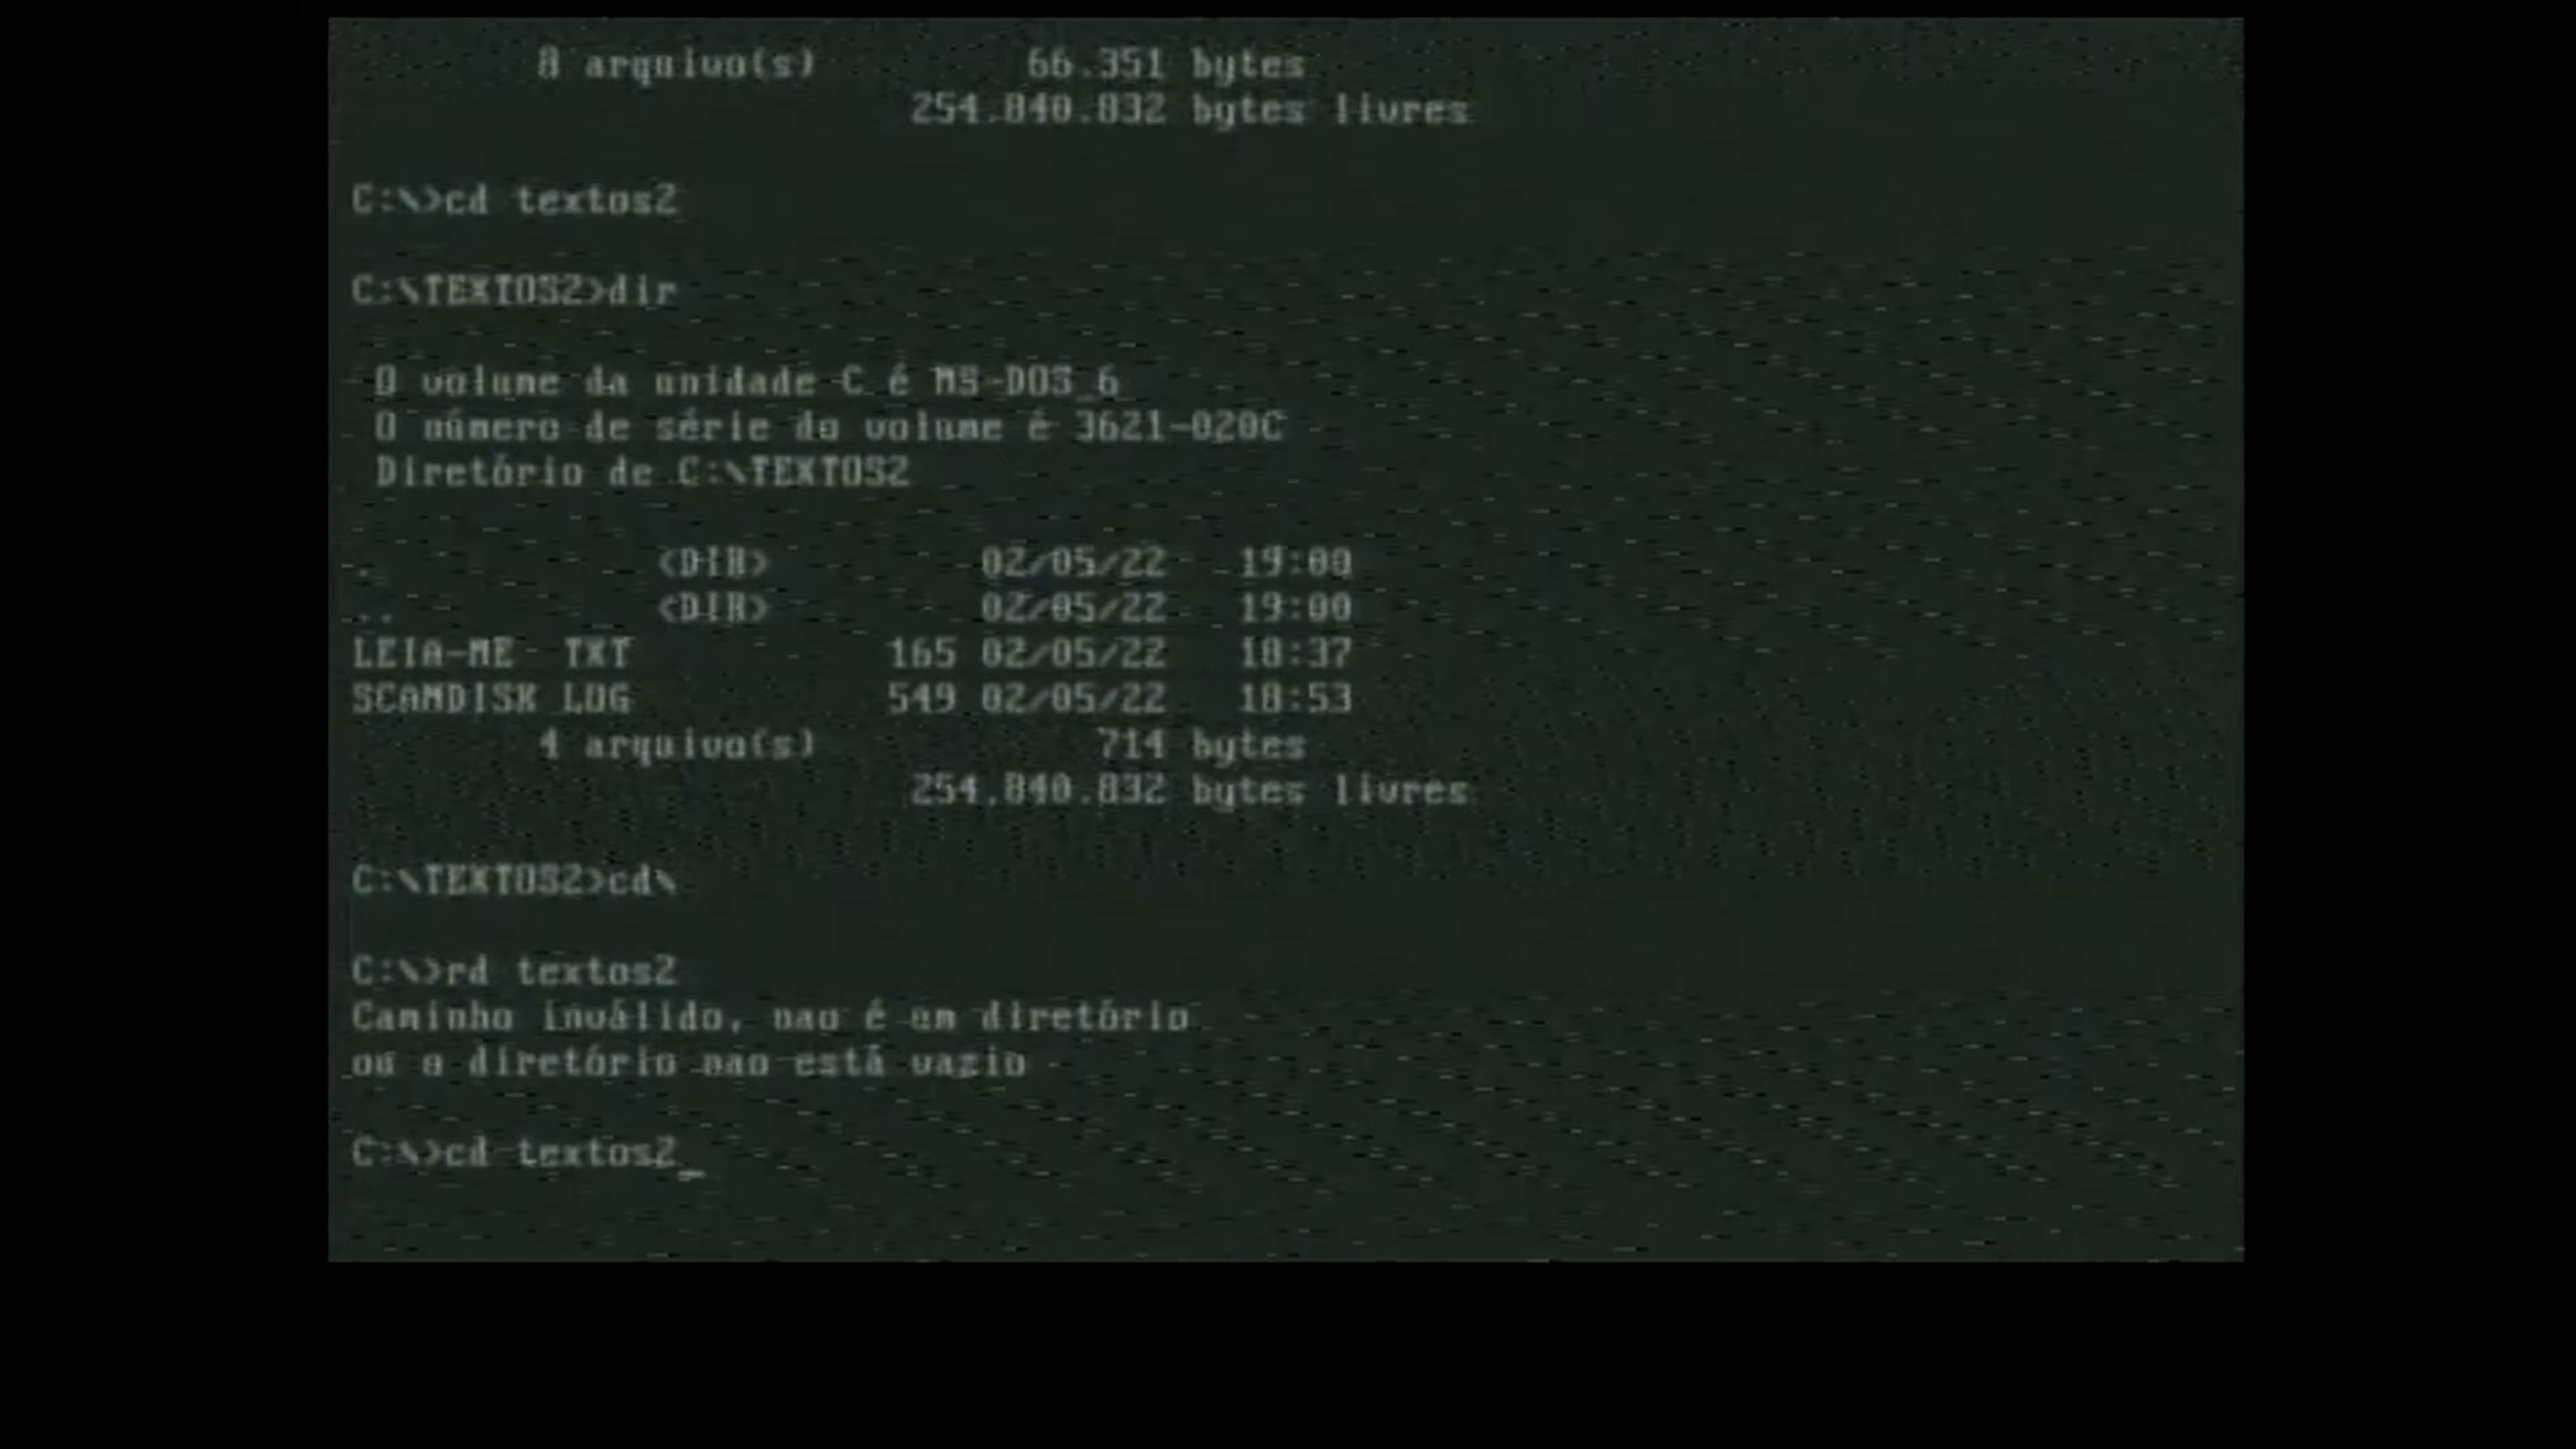 8 arquivo(s) 66.351 bytes
254.840.832 bytes livres
C:\>cd textos2
C:\TEXTOS2>dir
O volume da unidade C é MS-DOS_6
O número de série do volume é 3621-020C
Diretório de C:\TEXTOS2
. <DIR> 02/05/22 19:00
.. <DIR> 02/05/22 19:00
LEIA-ME TXT 165 02/05/22 18:37
SCANDISK LOG 549 02/05/22 18:53
4 arquivo(s) 714 bytes
254.840.832 bytes livres
C:\TEXTOS2>cd\
C:\>rd textos2
Caminho inválido, nao é um diretório
ou o diretório nao está vazio
C:\>cd textos2_